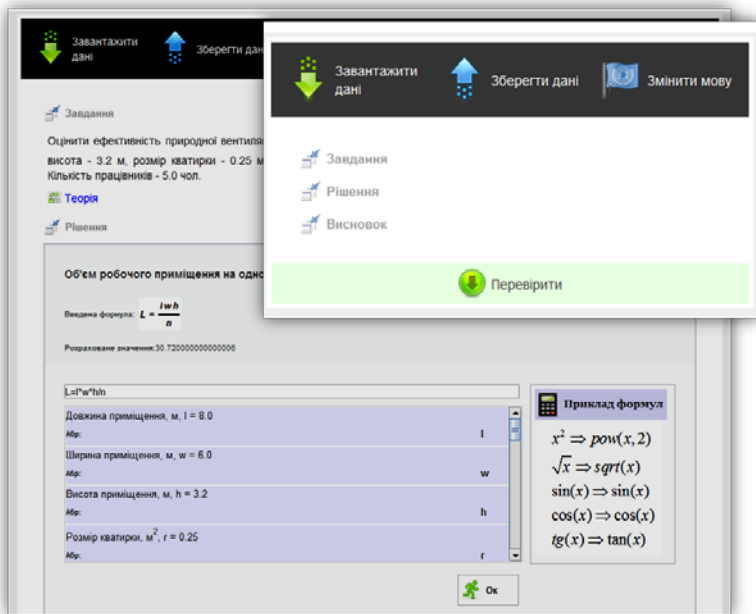 Завантажити
дані
Зберегти дан
Завдання
Оцінити ефективність природної вентиля
висота - 3.2 м, розмір кватирки - 0.25 м
Кількість працівників - 5.0 чол.
Теорія
Рішення
Об'єм робочого приміщення на одно
Введена формула: L = lwh/n
Розраховане значення:30.720000000000006
L=l*w*h/n
Довжина приміщення, м, l = 8.0
Абр: l
Ширина приміщення, м, w = 6.0
Абр: w
Висота приміщення, м, h = 3.2
Абр: h
Розмір кватирки, м², r = 0.25
Абр: r
Ок
Приклад формул
x² ⇒ pow(x, 2)
√x ⇒ sqrt(x)
sin(x) ⇒ sin(x)
cos(x) ⇒ cos(x)
tg(x) ⇒ tan(x)
Завантажити
дані
Зберегти дані
Змінити мову
Завдання
Рішення
Висновок
Перевірити